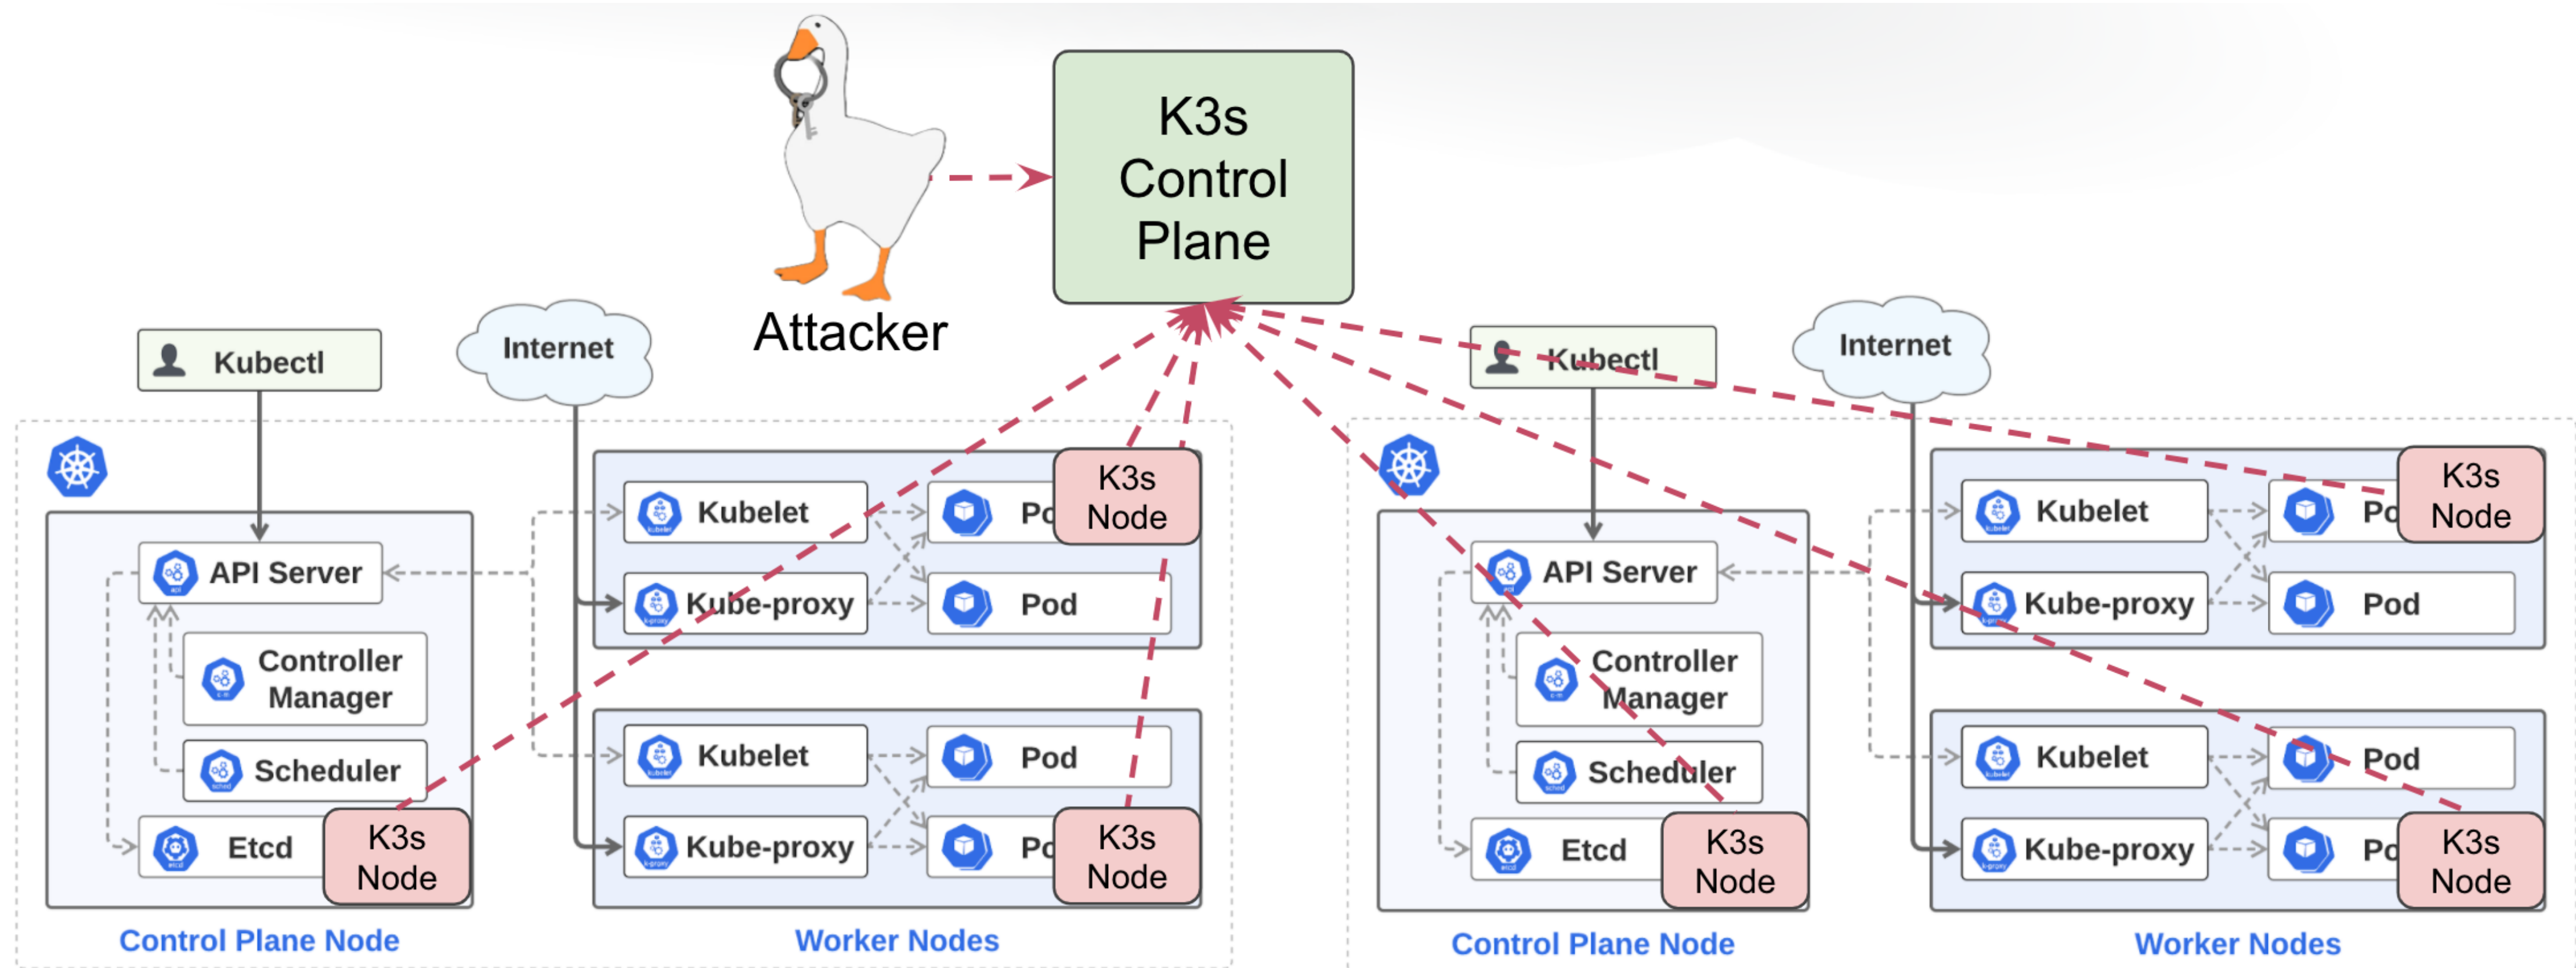 K3s
Control
Plane
Attacker
Kubectl
Internet
API Server
Controller
Manager
Scheduler
Etcd
K3s
Node
Control Plane Node
Kubelet
Po
K3s
Node
Kube-proxy
Pod
Kubelet
Pod
Kube-proxy
Po
K3s
Node
Worker Nodes
Kubectl
Internet
API Server
Controller
Manager
Scheduler
Etcd
K3s
Node
Control Plane Node
Kubelet
Po
K3s
Node
Kube-proxy
Pod
Kubelet
Pod
Kube-proxy
Po
K3s
Node
Worker Nodes